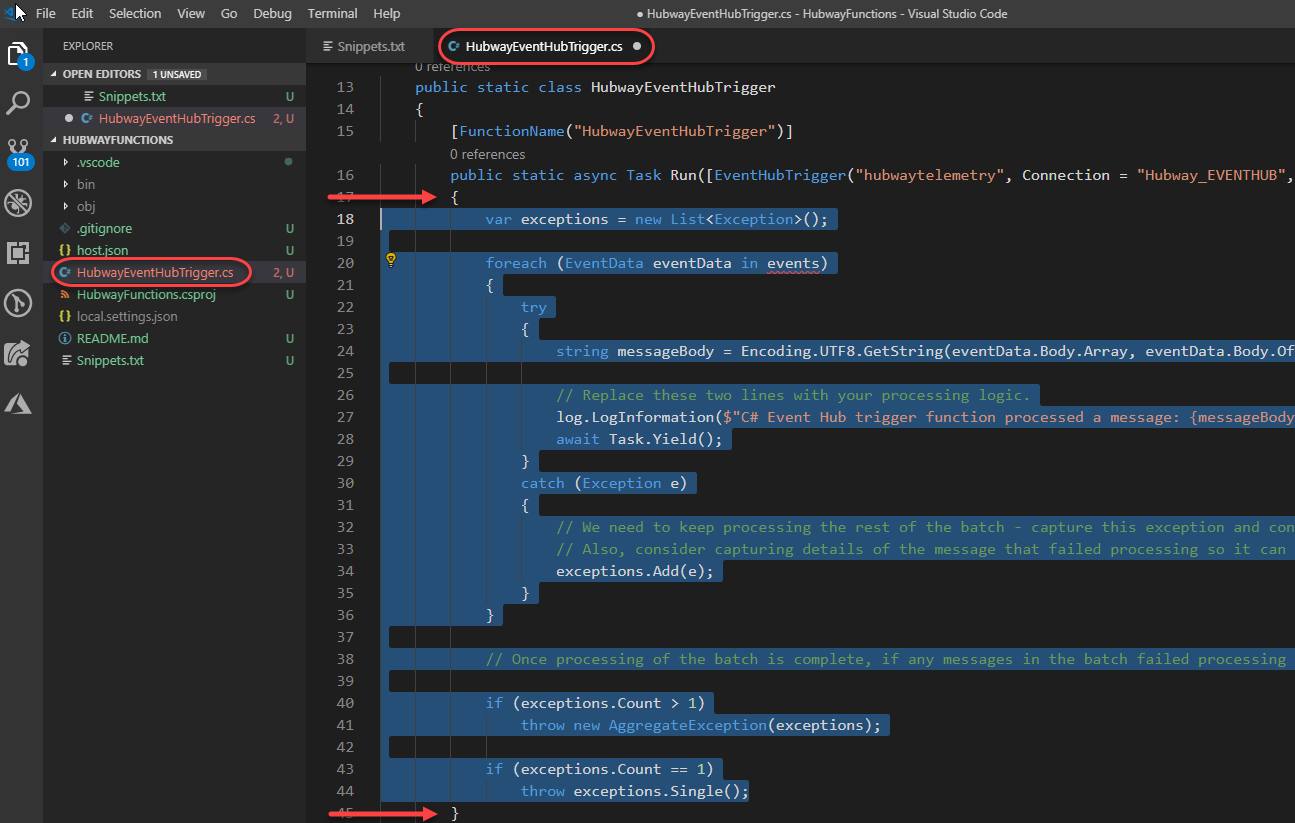 File Edit Selection View Go Debug Terminal Help
● HubwayEventHubTrigger.cs - HubwayFunctions - Visual Studio Code
1
101
EXPLORER
OPEN EDITORS 1 UNSAVED
Snippets.txt U
HubwayEventHubTrigger.cs 2, U
HUBWAYFUNCTIONS
.vscode
bin
obj
.gitignore U
{} host.json U
HubwayEventHubTrigger.cs 2, U
HubwayFunctions.csproj U
{} local.settings.json
README.md U
Snippets.txt U
Snippets.txt
HubwayEventHubTrigger.cs
0 references
13 public static class HubwayEventHubTrigger
14 {
15 [FunctionName("HubwayEventHubTrigger")]
0 references
16 public static async Task Run([EventHubTrigger("hubwaytelemetry", Connection = "Hubway_EVENTHUB",
17 {
18 var exceptions = new List<Exception>();
19
20 foreach (EventData eventData in events)
21 {
22 try
23 {
24 string messageBody = Encoding.UTF8.GetString(eventData.Body.Array, eventData.Body.Of
25
26 // Replace these two lines with your processing logic.
27 log.LogInformation($"C# Event Hub trigger function processed a message: {messageBody
28 await Task.Yield();
29 }
30 catch (Exception e)
31 {
32 // We need to keep processing the rest of the batch - capture this exception and con
33 // Also, consider capturing details of the message that failed processing so it can
34 exceptions.Add(e);
35 }
36 }
37
38 // Once processing of the batch is complete, if any messages in the batch failed processing
39
40 if (exceptions.Count > 1)
41 throw new AggregateException(exceptions);
42
43 if (exceptions.Count == 1)
44 throw exceptions.Single();
45 }